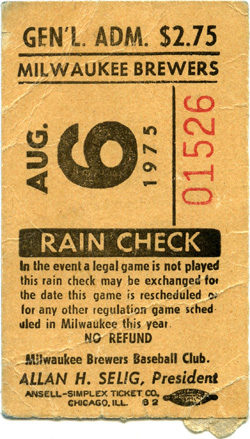 GEN'L. ADM. $2.75
MILWAUKEE BREWERS
AUG.
6
1975
01526
RAIN CHECK
In the event a legal game is not played
this rain check may be exchanged for
the date this game is rescheduled or
for any other regulation game sched-
uled in Milwaukee this year.
NO REFUND
Milwaukee Brewers Baseball Club.
ALLAN H. SELIG, President
ANSELL-SIMPLEX TICKET CO.
CHICAGO, ILL. 32